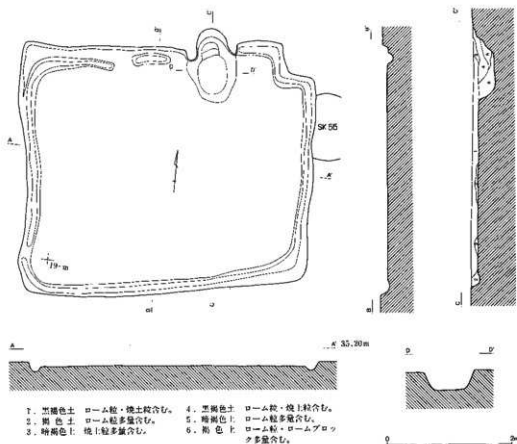 SK55
A
A'
19-m
A
A' 35.20m
D
D'
1. 黒褐色土 ローム粒・焼土粒含む。
2. 褐色土 ローム粒多量含む。
3. 暗褐色土 焼土粒多量含む。
4. 黒褐色土 ローム粒・焼土粒含む。
5. 暗褐色土 ローム粒多量含む。
6. 褐色土 ローム粒・ロームブロッ
ク多量含む。
0